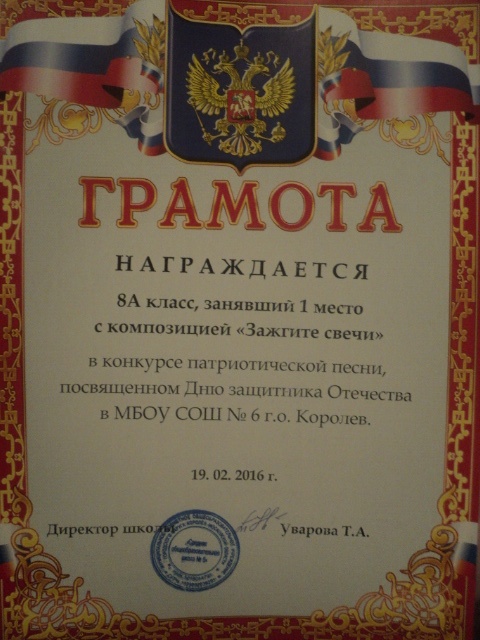 ГРАМОТА
НАГРАЖДАЕТСЯ
8А класс, занявший 1 место
с композицией «Зажгите свечи»
в конкурсе патриотической песни,
посвященном Дню защитника Отечества
в МБОУ СОШ № 6 г.о. Королев.
19. 02. 2016 г.
Директор школы Уварова Т.А.